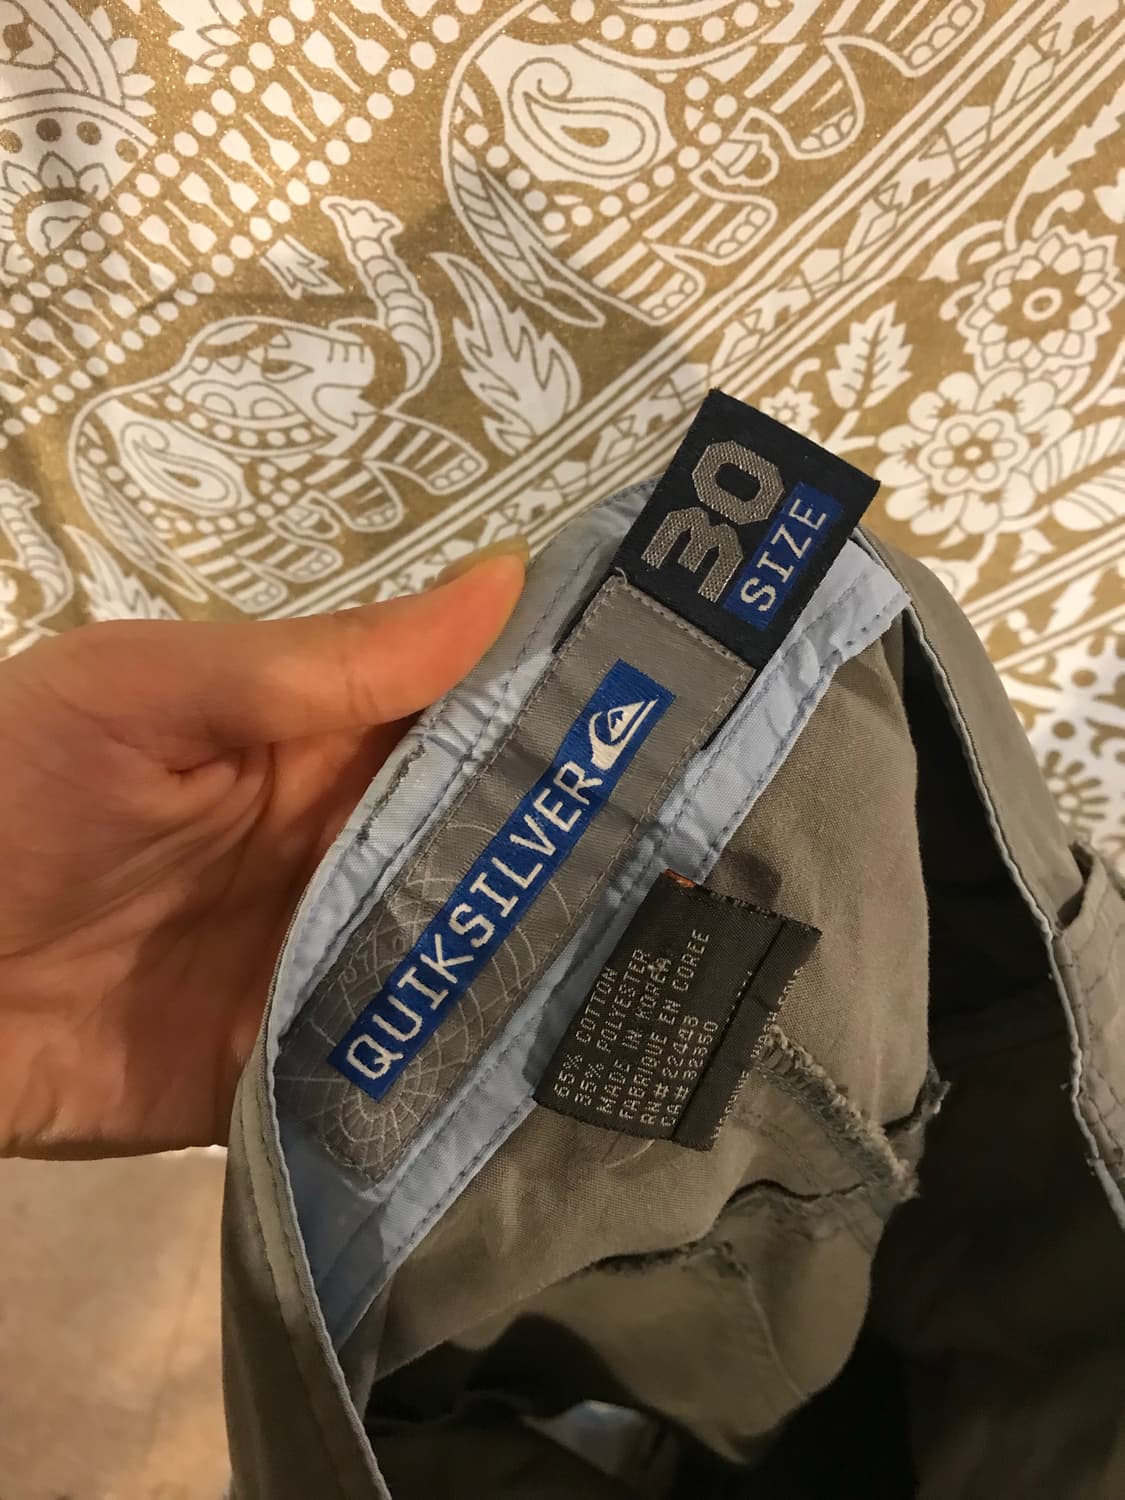 30
SIZE
QUIKSILVER
65% COTTON
35% POLYESTER
MADE IN KOREA
FABRIQUE EN COREE
RN# 22443
CA# 32350